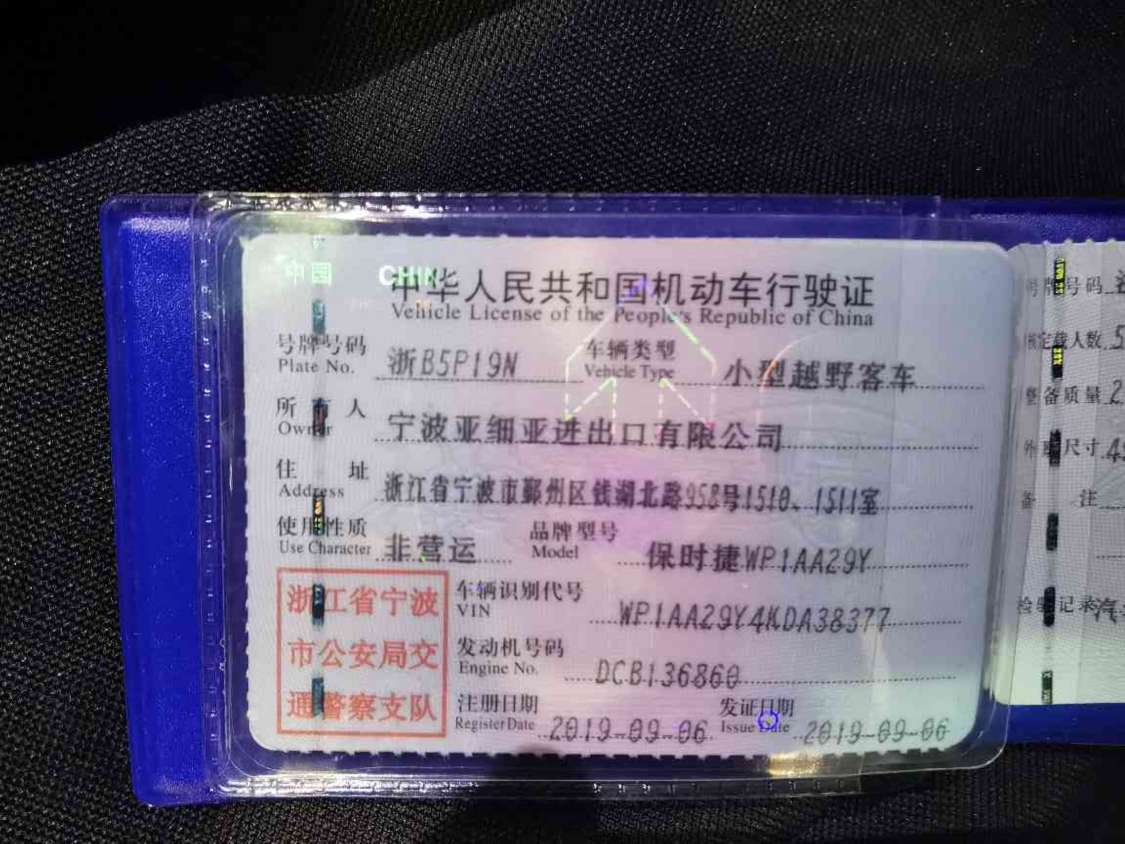 中国 CHIN
中华人民共和国机动车行驶证
Vehicle License of the People's Republic of China
号牌号码 浙B5P19N 车辆类型 小型越野客车
Plate No. Vehicle Type
所有人 宁波亚细亚进出口有限公司
Owner
住址 浙江省宁波市鄞州区钱湖北路958号1510、1511室
Address
使用性质 非营运 品牌型号 保时捷WP1AA29Y
Use Character Model
浙江省宁波
市公安局交
通警察支队
车辆识别代号 WP1AA29Y4KDA38377
VIN
发动机号码 DCB136860
Engine No.
注册日期 2019-09-06 发证日期 2019-09-06
Register Date Issue Date
号牌号码
核定载人数 5
整备质量 2
外廓尺寸
备注
检验记录